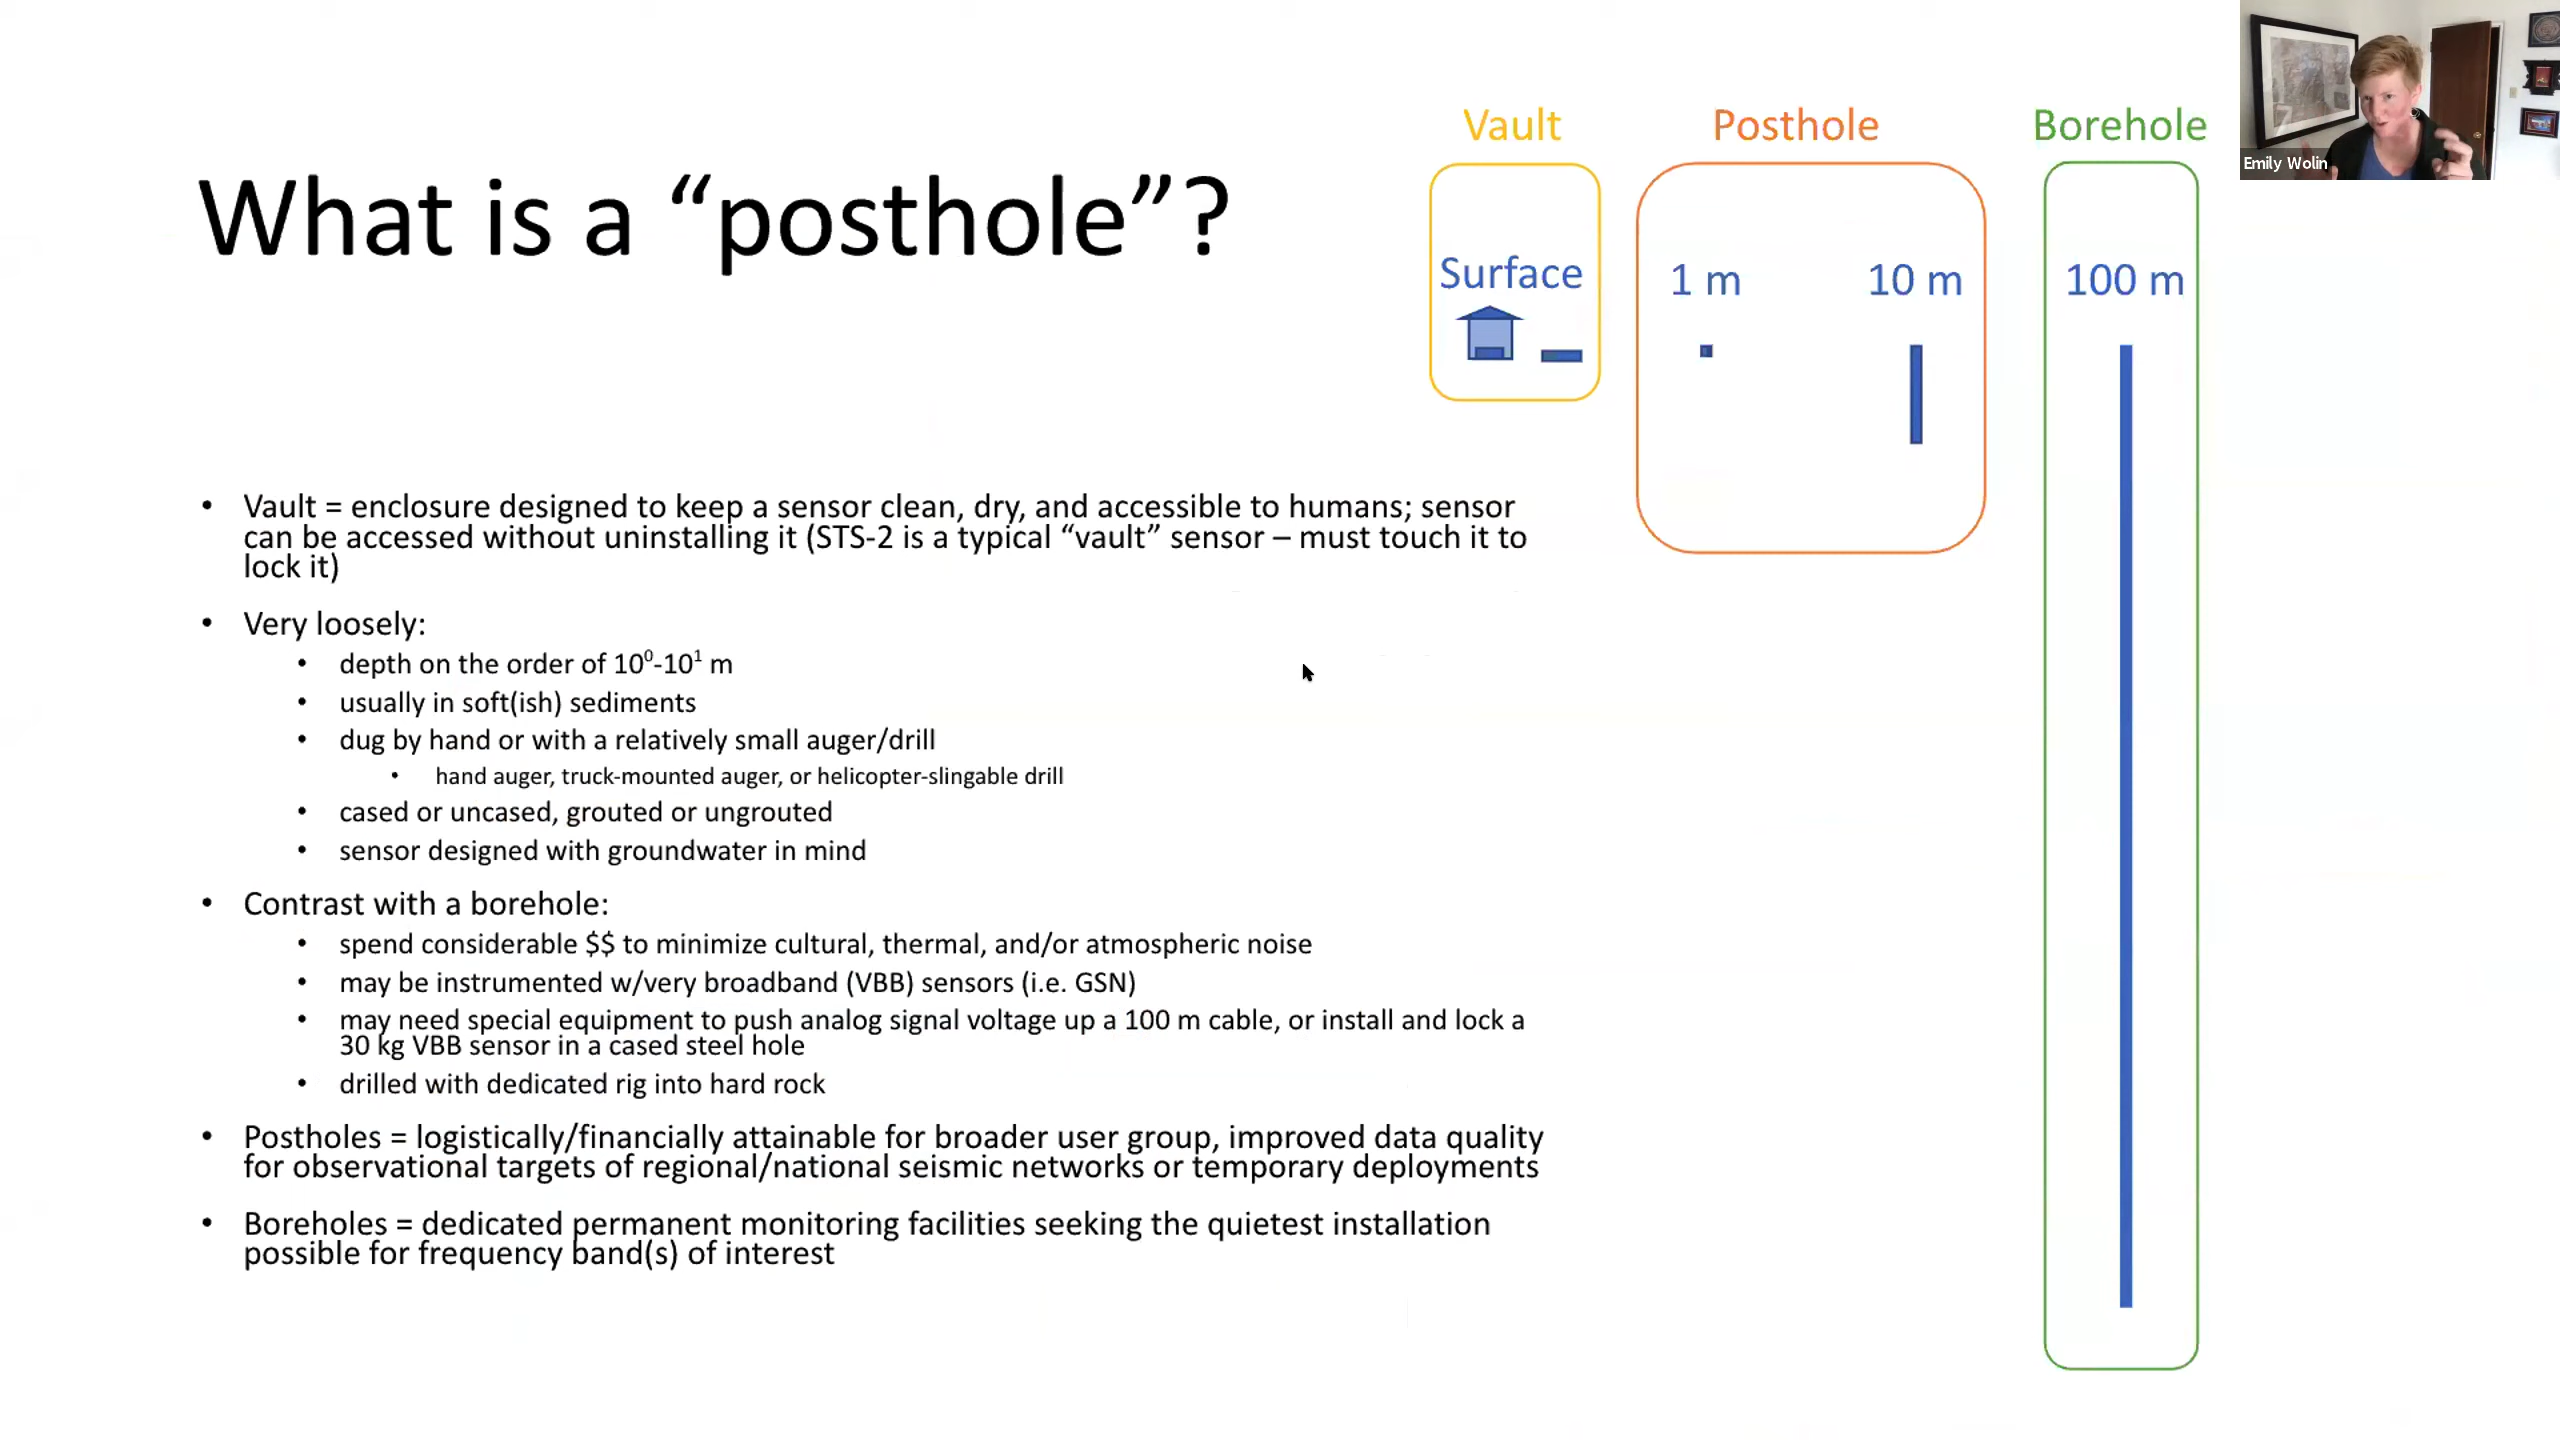 What is a “posthole”?
Vault
Posthole
Borehole
Surface
1 m
10 m
100 m
Emily Wolin
• Vault = enclosure designed to keep a sensor clean, dry, and accessible to humans; sensor
can be accessed without uninstalling it (STS-2 is a typical “vault” sensor – must touch it to
lock it)
• Very loosely:
• depth on the order of 10⁰-10¹ m
• usually in soft(ish) sediments
• dug by hand or with a relatively small auger/drill
• hand auger, truck-mounted auger, or helicopter-slingable drill
• cased or uncased, grouted or ungrouted
• sensor designed with groundwater in mind
• Contrast with a borehole:
• spend considerable $$ to minimize cultural, thermal, and/or atmospheric noise
• may be instrumented w/very broadband (VBB) sensors (i.e. GSN)
• may need special equipment to push analog signal voltage up a 100 m cable, or install and lock a
30 kg VBB sensor in a cased steel hole
• drilled with dedicated rig into hard rock
• Postholes = logistically/financially attainable for broader user group, improved data quality
for observational targets of regional/national seismic networks or temporary deployments
• Boreholes = dedicated permanent monitoring facilities seeking the quietest installation
possible for frequency band(s) of interest